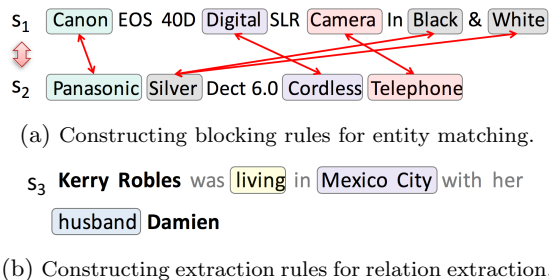 s1 Canon EOS 40D Digital SLR Camera In Black & White
s2 Panasonic Silver Dect 6.0 Cordless Telephone
(a) Constructing blocking rules for entity matching.
s3 Kerry Robles was living in Mexico City with her
husband Damien
(b) Constructing extraction rules for relation extraction.